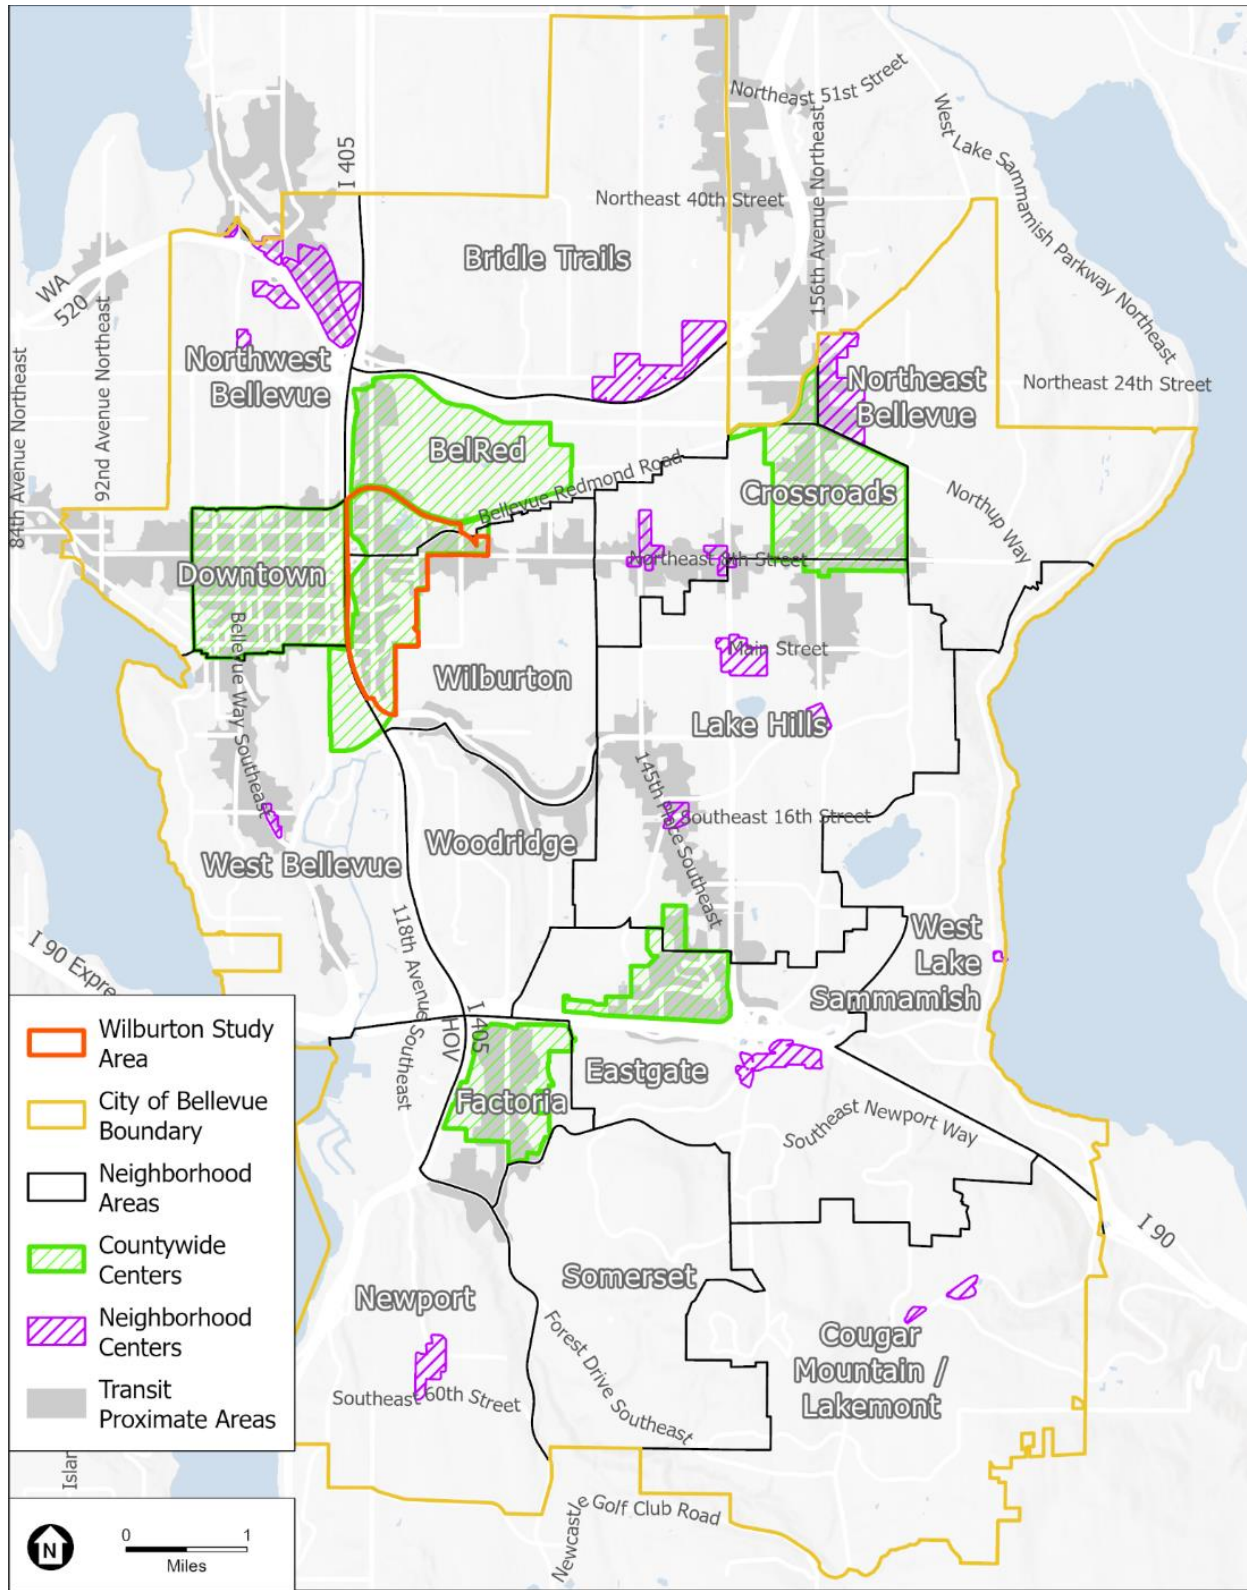 Northeast 51st Street
West Lake Sammamish Parkway Northeast
156th Avenue Northeast
I 405
Northeast 40th Street
Bridle Trails
WA
520
92nd Avenue Northeast
84th Avenue Northeast
Northwest
Bellevue
Northeast
Bellevue
Northeast 24th Street
BelRed
Bellevue Redmond Road
Crossroads
Northup Way
Northeast 8th Street
Downtown
Bellevue Way Southeast
Main Street
Wilburton
Lake Hills
145th Place Southeast
Southeast 16th Street
Woodridge
West Bellevue
118th Avenue Southeast
West
Lake
Sammamish
I 90 Expre
I 405
HOV
Eastgate
Factoria
Southeast Newport Way
I 90
Somerset
Newport
Forest Drive Southeast
Cougar
Mountain /
Lakemont
Southeast 60th Street
Newcastle Golf Club Road
Islar
Wilburton Study
Area
City of Bellevue
Boundary
Neighborhood
Areas
Countywide
Centers
Neighborhood
Centers
Transit
Proximate Areas
N
0 1
Miles